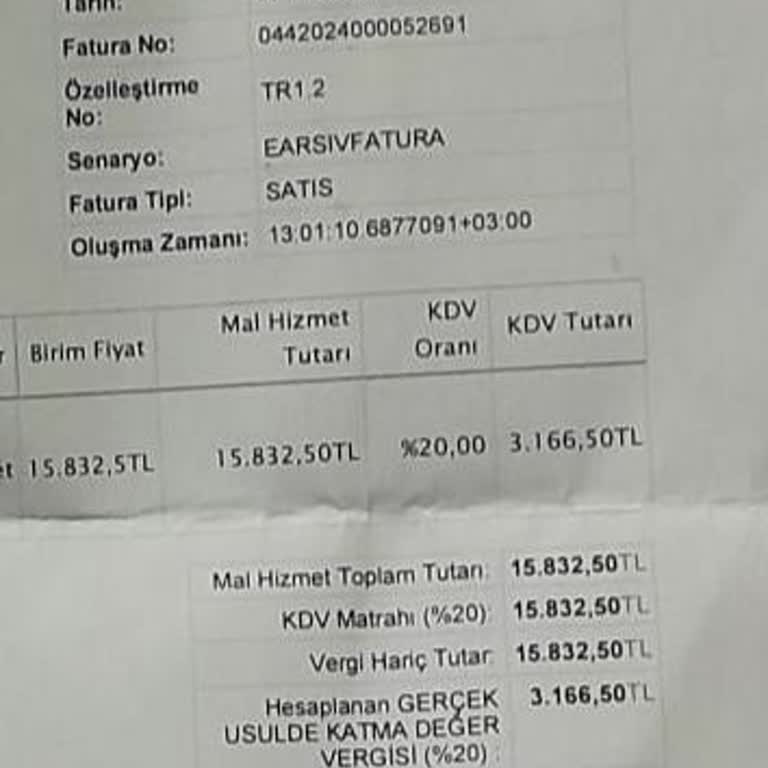 Tarih:
Fatura No: 0442024000052691
Özelleştirme TR1.2
No:
Senaryo: EARSIVFATURA
Fatura Tipi: SATIS
Oluşma Zamanı: 13:01:10.6877091+03:00
Birim Fiyat Mal Hizmet KDV KDV Tutarı
Tutarı Oranı
15.832,5TL 15.832,50TL %20,00 3.166,50TL
Mal Hizmet Toplam Tutarı: 15.832,50TL
KDV Matrahı (%20): 15.832,50TL
Vergi Hariç Tutar: 15.832,50TL
Hesaplanan GERÇEK 3.166,50TL
USULDE KATMA DEĞER
VERGİSİ (%20) :